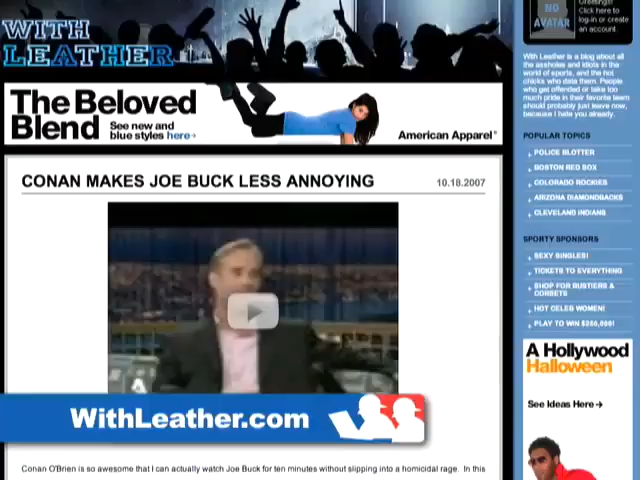 WITH
LEATHER
The Beloved
Blend
See new and
blue styles here→
American Apparel®
CONAN MAKES JOE BUCK LESS ANNOYING
10.18.2007
A
WithLeather.com
Conan O'Brien is so awesome that I can actually watch Joe Buck for ten minutes without slipping into a homicidal rage. In this
NO
AVATAR
Greetings!
Click here to
log-in or create
an account.
With Leather is a blog about all
the assholes and idiots in the
world of sports, and the hot
chicks who date them. People
who get offended or take too
much pride in their favorite team
should probably just leave now,
because I hate you already.
POPULAR TOPICS
POLICE BLOTTER
BOSTON RED BOX
COLORADO ROCKIES
ARIZONA DIAMONDBACKS
CLEVELAND INDIANS
SPORTY SPONSORS
SEXY SINGLES!
TICKETS TO EVERYTHING
SHOP FOR BUSTIERS &
CORSETS
HOT CELEB WOMEN!
PLAY TO WIN $250,000!
A Hollywood
Halloween
See Ideas Here→